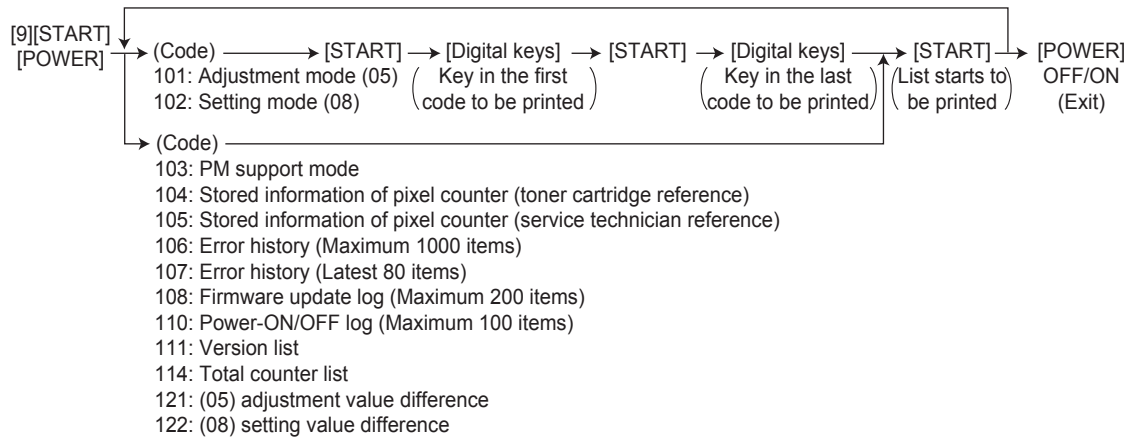 [9][START]
[POWER]
(Code) [START] [Digital keys] [START] [Digital keys] [START] [POWER]
101: Adjustment mode (05) (Key in the first (Key in the last (List starts to OFF/ON
102: Setting mode (08) code to be printed) code to be printed) be printed) (Exit)
(Code)
103: PM support mode
104: Stored information of pixel counter (toner cartridge reference)
105: Stored information of pixel counter (service technician reference)
106: Error history (Maximum 1000 items)
107: Error history (Latest 80 items)
108: Firmware update log (Maximum 200 items)
110: Power-ON/OFF log (Maximum 100 items)
111: Version list
114: Total counter list
121: (05) adjustment value difference
122: (08) setting value difference